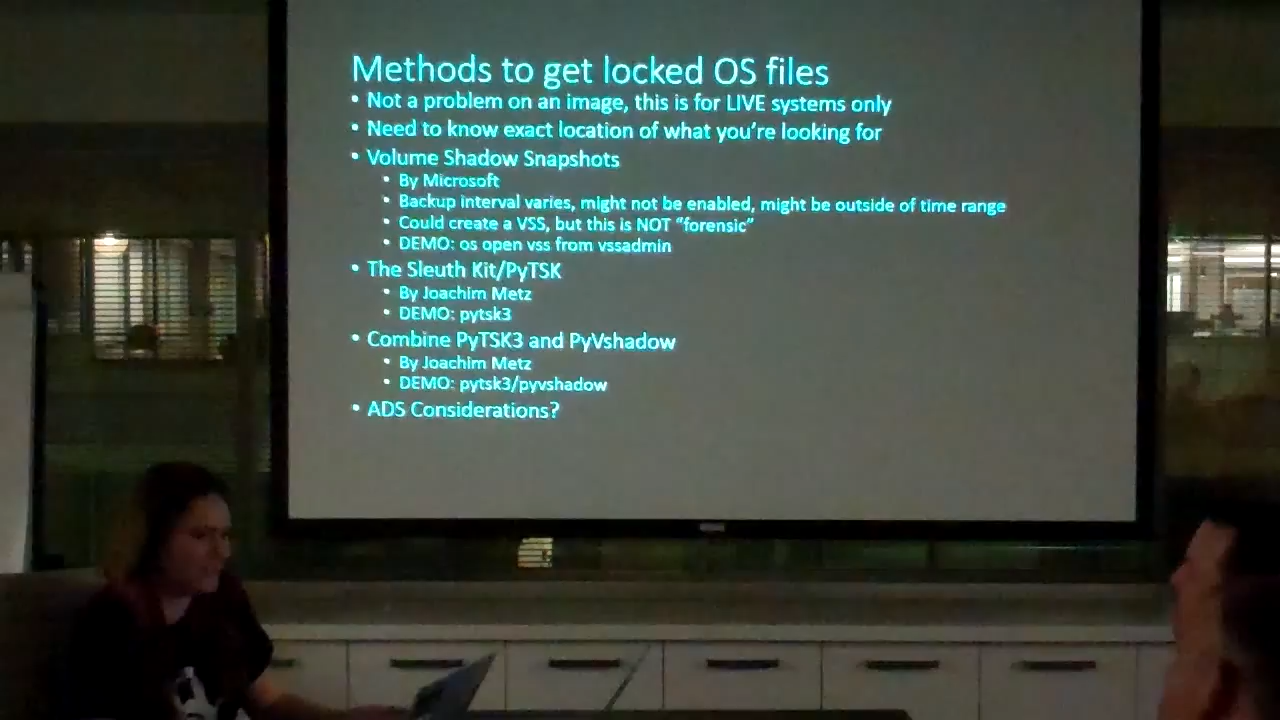 Methods to get locked OS files
• Not a problem on an image, this is for LIVE systems only
• Need to know exact location of what you're looking for
• Volume Shadow Snapshots
• By Microsoft
• Backup interval varies, might not be enabled, might be outside of time range
• Could create a VSS, but this is NOT "forensic"
• DEMO: os open vss from vssadmin
• The Sleuth Kit/PyTSK
• By Joachim Metz
• DEMO: pytsk3
• Combine PyTSK3 and PyVshadow
• By Joachim Metz
• DEMO: pytsk3/pyvshadow
• ADS Considerations?